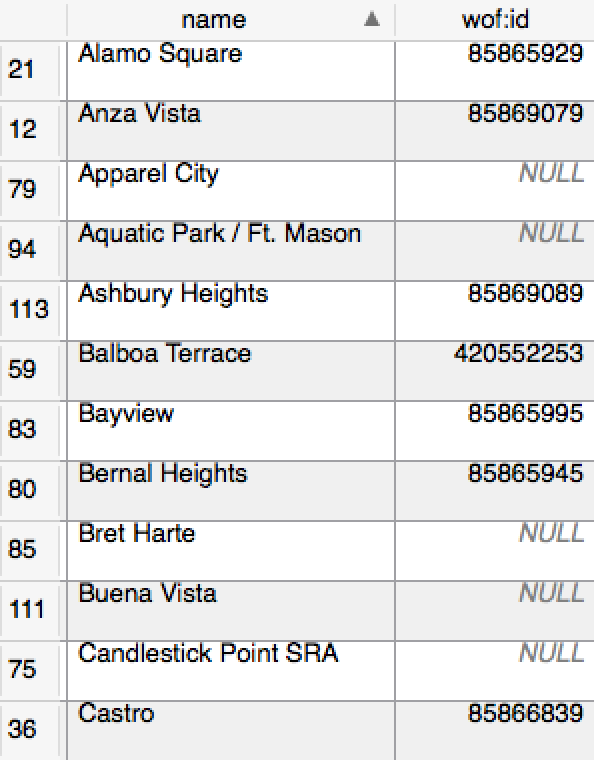 name ▲ wof:id
21 Alamo Square 85865929
12 Anza Vista 85869079
79 Apparel City NULL
94 Aquatic Park / Ft. Mason NULL
113 Ashbury Heights 85869089
59 Balboa Terrace 420552253
83 Bayview 85865995
80 Bernal Heights 85865945
85 Bret Harte NULL
111 Buena Vista NULL
75 Candlestick Point SRA NULL
36 Castro 85866839